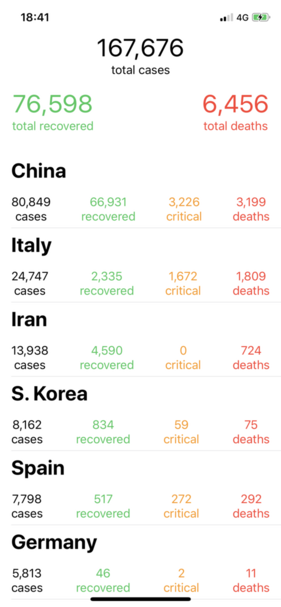 18:41 4G
167,676
total cases
76,598 6,456
total recovered total deaths
China
80,849 66,931 3,226 3,199
cases recovered critical deaths
Italy
24,747 2,335 1,672 1,809
cases recovered critical deaths
Iran
13,938 4,590 0 724
cases recovered critical deaths
S. Korea
8,162 834 59 75
cases recovered critical deaths
Spain
7,798 517 272 292
cases recovered critical deaths
Germany
5,813 46 2 11
cases recovered critical deaths